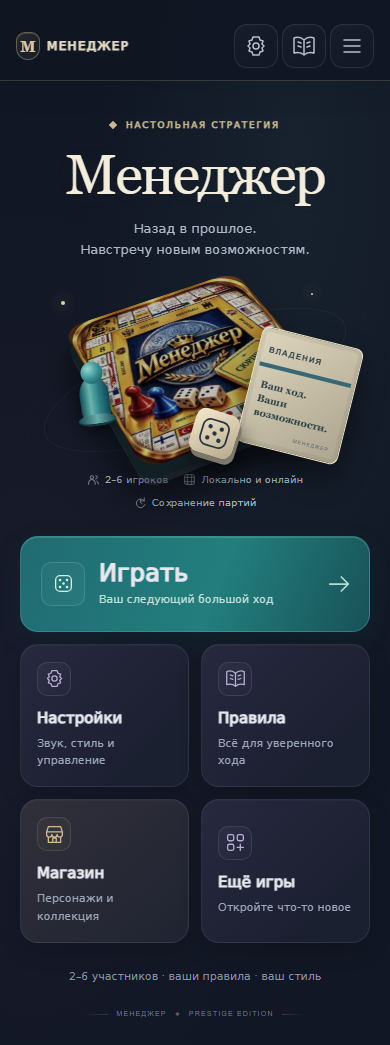 М МЕНЕДЖЕР
НАСТОЛЬНАЯ СТРАТЕГИЯ
Менеджер
Назад в прошлое.
Навстречу новым возможностям.
Менеджер
100
ВЛАДЕНИЯ
Ваш ход.
Ваши
возможности.
МЕНЕДЖЕР
2–6 игроков Локально и онлайн
Сохранение партий
Играть
Ваш следующий большой ход
Настройки
Звук, стиль и
управление
Правила
Всё для уверенного
хода
Магазин
Персонажи и
коллекция
Ещё игры
Откройте что-то новое
2–6 участников · ваши правила · ваш стиль
МЕНЕДЖЕР ◆ PRESTIGE EDITION